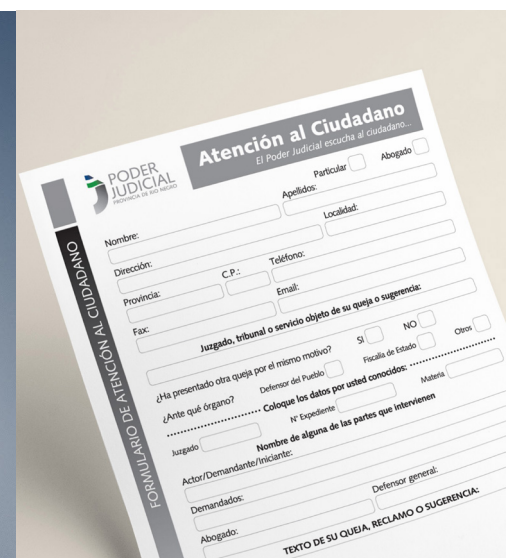 PODER
JUDICIAL
PROVINCIA DE RIO NEGRO
Atención al Ciudadano
El Poder Judicial escucha al ciudadano...
Particular Abogado
Nombre: Apellidos:
Dirección: Localidad:
Provincia: C.P.: Teléfono:
Fax: Email:
Juzgado, tribunal o servicio objeto de su queja o sugerencia:
¿Ha presentado otra queja por el mismo motivo? SI NO
¿Ante qué órgano? Defensor del Pueblo Fiscalía de Estado Otros
Coloque los datos por usted conocidos:
Juzgado N° Expediente Materia
Nombre de alguna de las partes que intervienen
Actor/Demandante/Iniciante:
Demandados:
Abogado: Defensor general:
TEXTO DE SU QUEJA, RECLAMO O SUGERENCIA:
FORMULARIO DE ATENCIÓN AL CIUDADANO